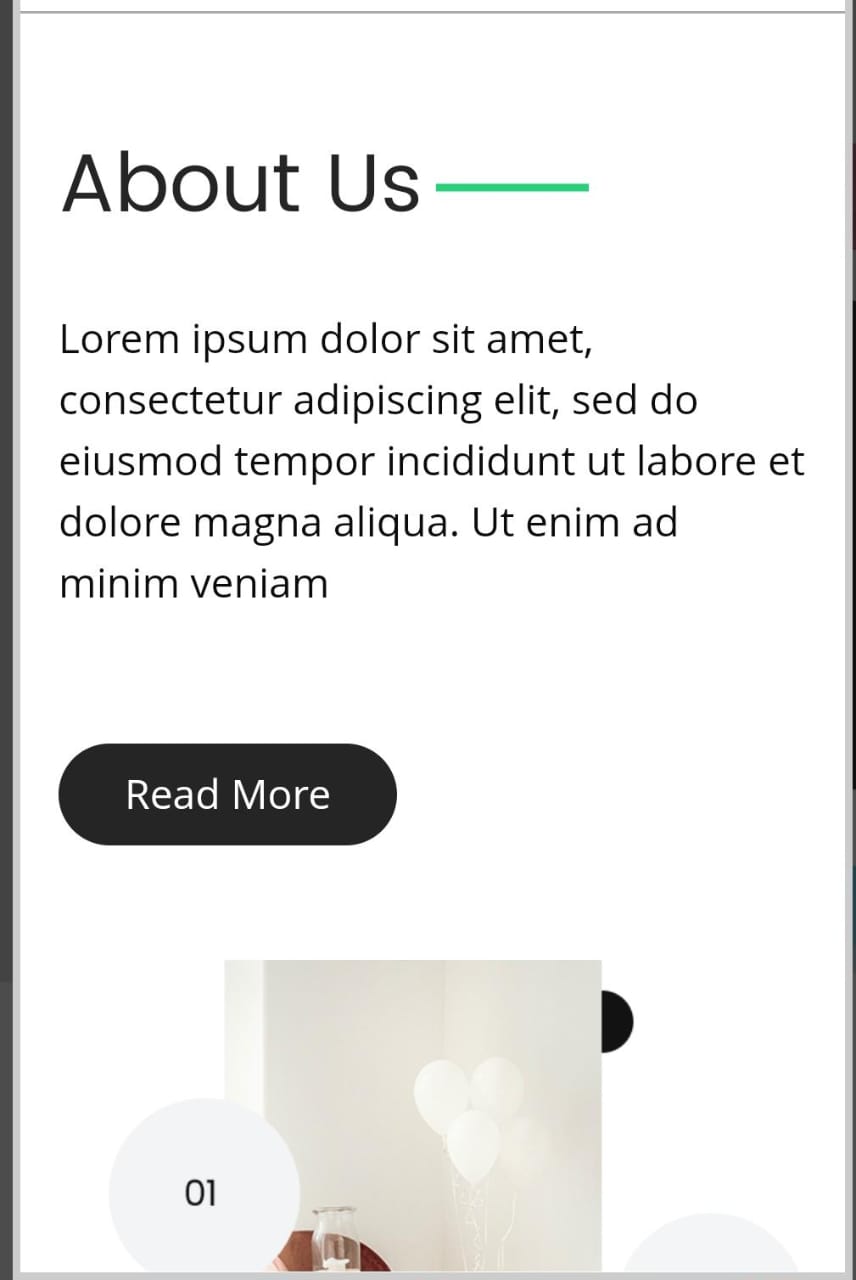 About Us
Lorem ipsum dolor sit amet,
consectetur adipiscing elit, sed do
eiusmod tempor incididunt ut labore et
dolore magna aliqua. Ut enim ad
minim veniam
Read More
01